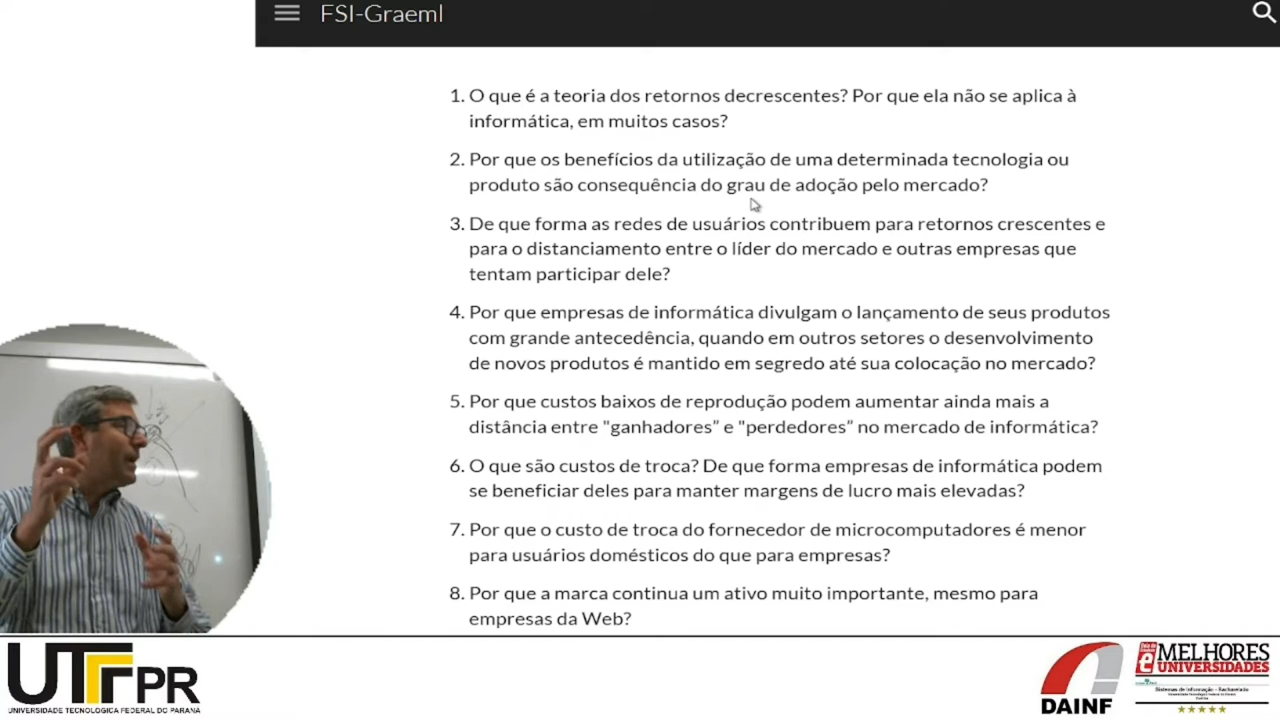 FSI-Graeml
1. O que é a teoria dos retornos decrescentes? Por que ela não se aplica à
informática, em muitos casos?
2. Por que os benefícios da utilização de uma determinada tecnologia ou
produto são consequência do grau de adoção pelo mercado?
3. De que forma as redes de usuários contribuem para retornos crescentes e
para o distanciamento entre o líder do mercado e outras empresas que
tentam participar dele?
4. Por que empresas de informática divulgam o lançamento de seus produtos
com grande antecedência, quando em outros setores o desenvolvimento
de novos produtos é mantido em segredo até sua colocação no mercado?
5. Por que custos baixos de reprodução podem aumentar ainda mais a
distância entre "ganhadores" e "perdedores" no mercado de informática?
6. O que são custos de troca? De que forma empresas de informática podem
se beneficiar deles para manter margens de lucro mais elevadas?
7. Por que o custo de troca do fornecedor de microcomputadores é menor
para usuários domésticos do que para empresas?
8. Por que a marca continua um ativo muito importante, mesmo para
empresas da Web?
UTFPR
UNIVERSIDADE TECNOLÓGICA FEDERAL DO PARANÁ
DAINF
MELHORES
UNIVERSIDADES
Sistemas de Informação - Bacharelado